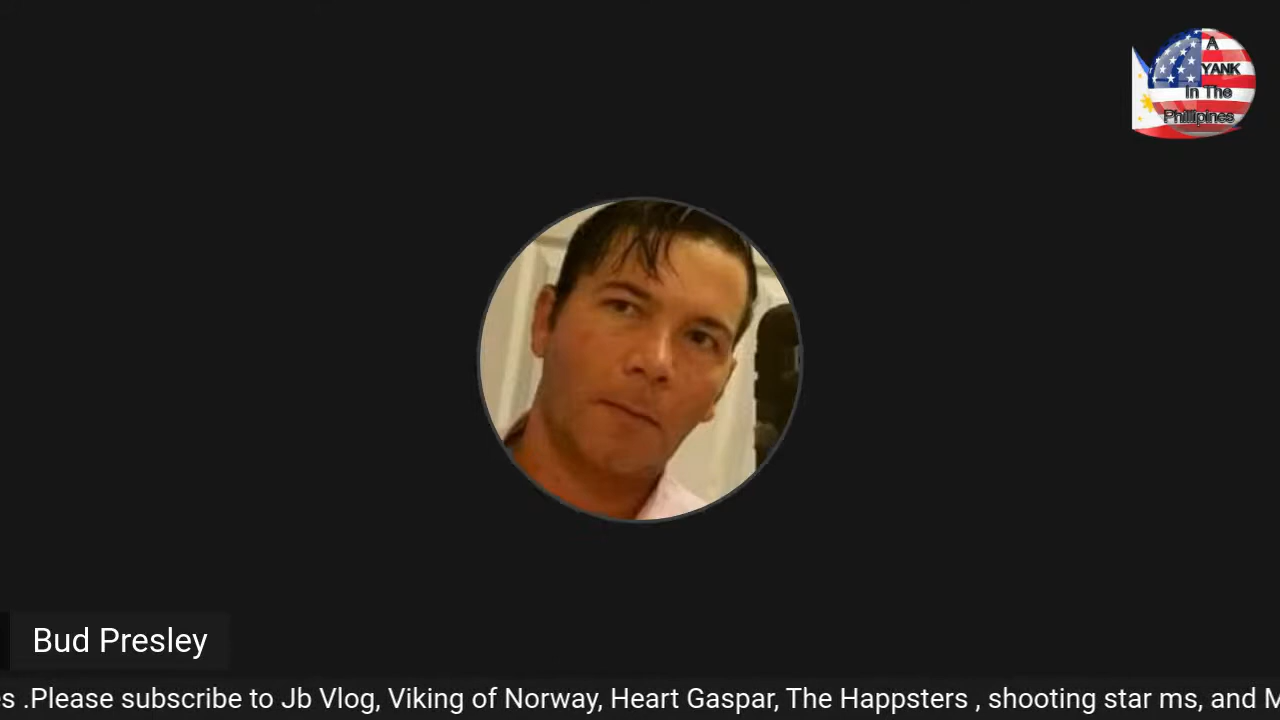 A
YANK
In The
Phillipines
Bud Presley
es .Please subscribe to Jb Vlog, Viking of Norway, Heart Gaspar, The Happsters , shooting star ms, and M